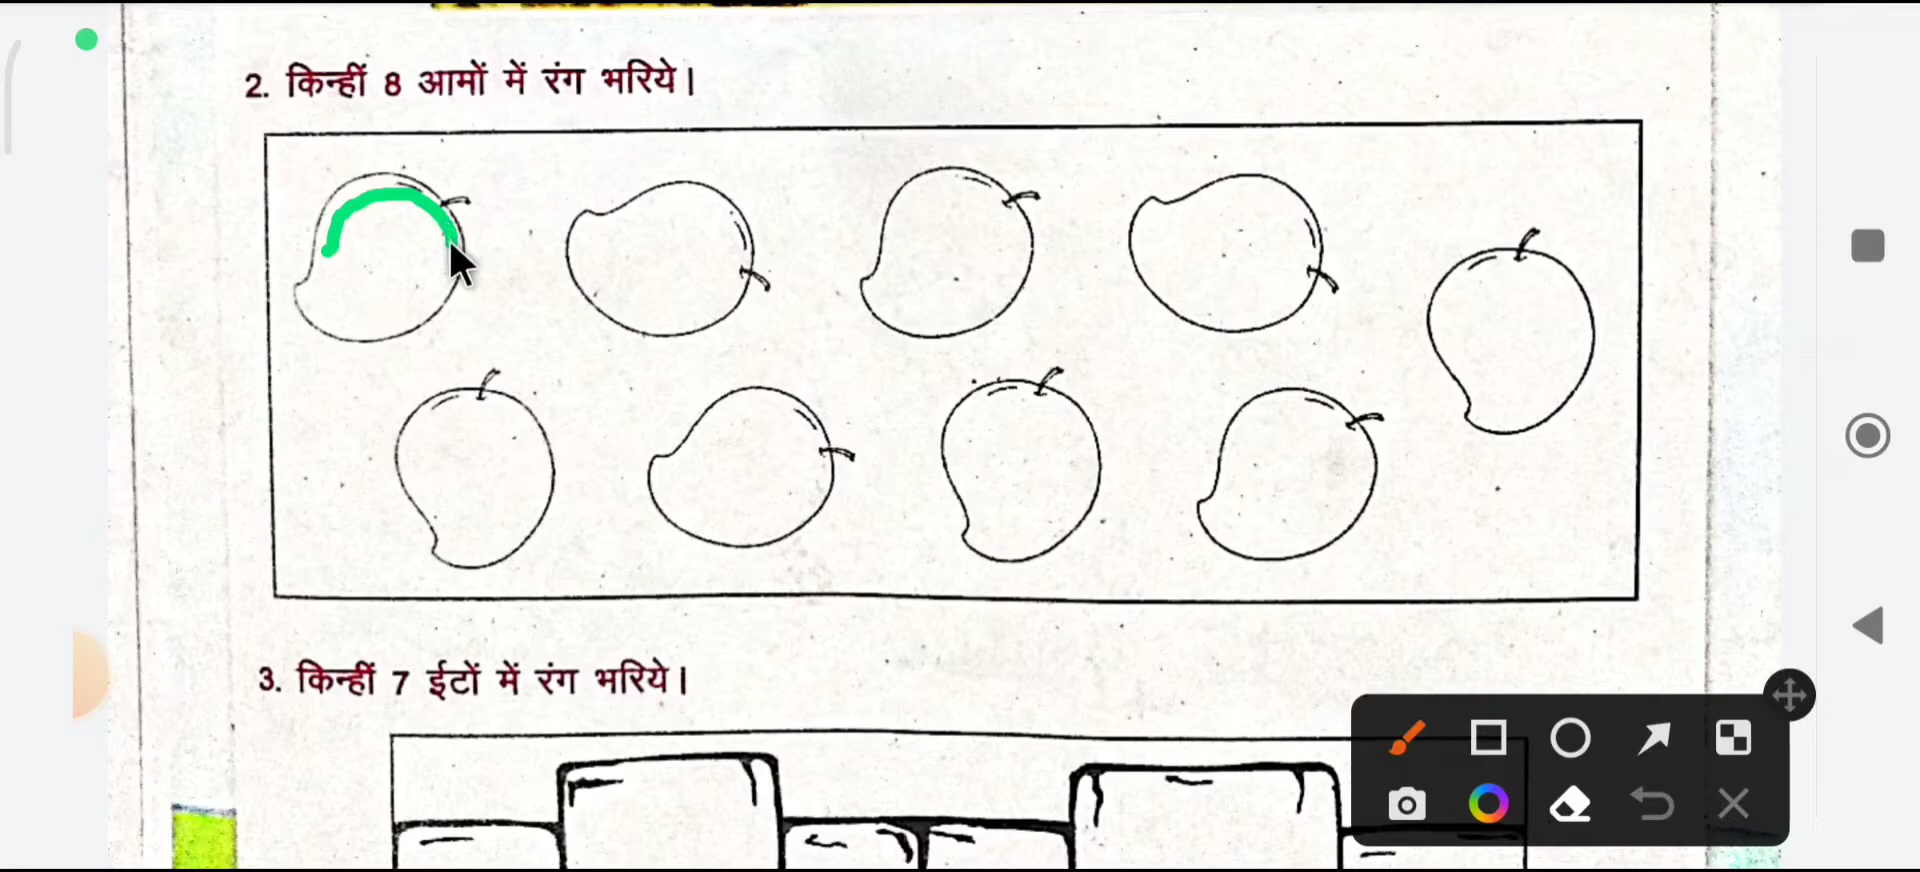 2. किन्हीं 8 आमों में रंग भरिये।
3. किन्हीं 7 ईटों में रंग भरिये।